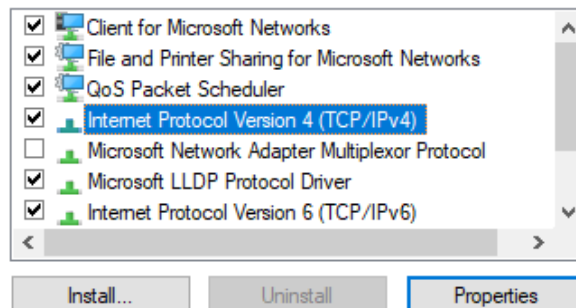 Client for Microsoft Networks
File and Printer Sharing for Microsoft Networks
QoS Packet Scheduler
Internet Protocol Version 4 (TCP/IPv4)
Microsoft Network Adapter Multiplexor Protocol
Microsoft LLDP Protocol Driver
Internet Protocol Version 6 (TCP/IPv6)
Install... Uninstall Properties